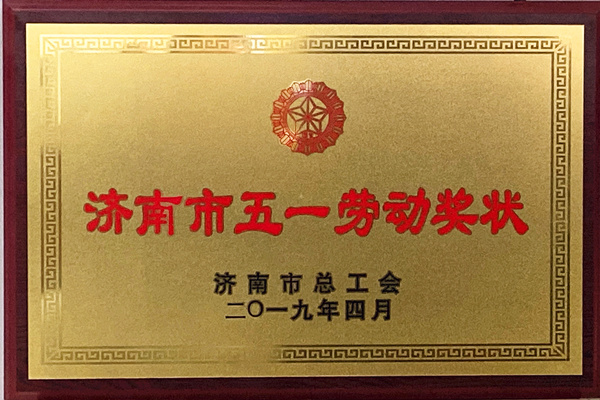 济南市五一劳动奖状
济南市总工会
二〇一九年四月